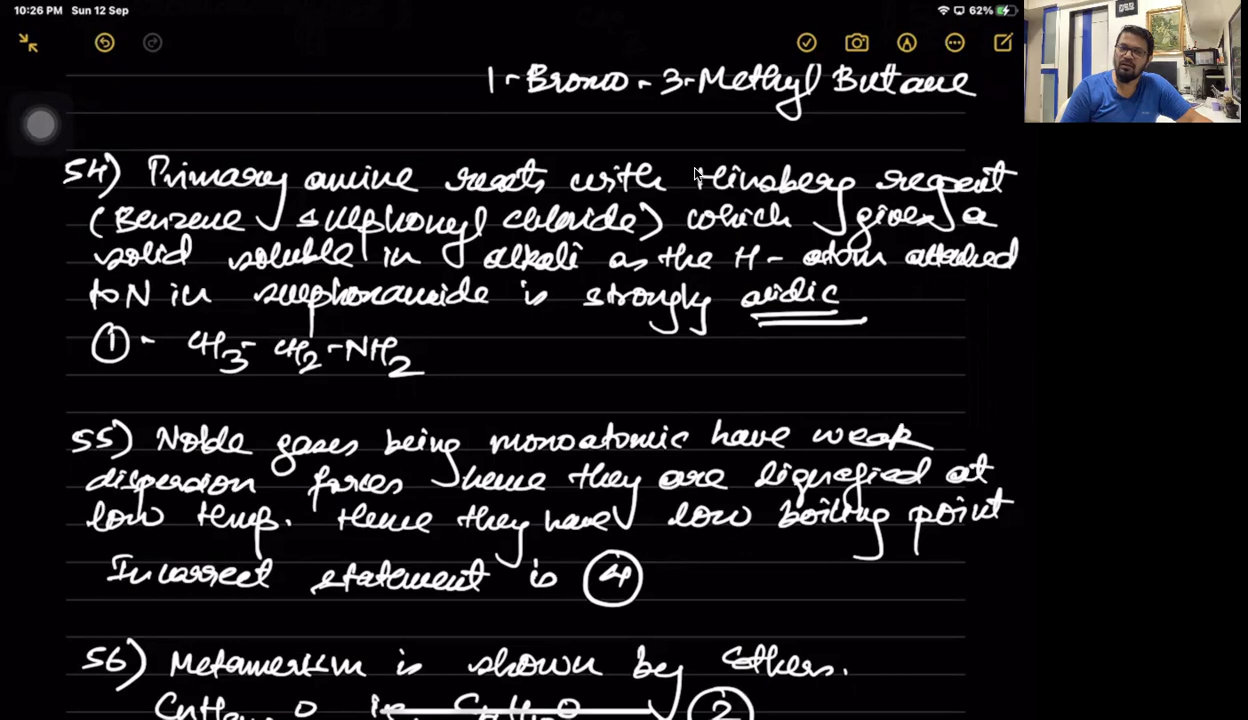 10:26 PM Sun 12 Sep 62%
1-Bromo-3-Methyl Butane
54) Primary amine reacts with Hinsberg regent
(Benzene sulphonyl chloride) which gives a
solid soluble in alkali as the H-atom attached
to N in sulphonamide is strongly acidic
① - CH3-CH2-NH2
55) Noble gases being monoatomic have weak
dispersion forces hence they are liquefied at
low temp. Hence they have low boiling point
Incorrect statement is ④
56) Metamerism is shown by ethers.
②